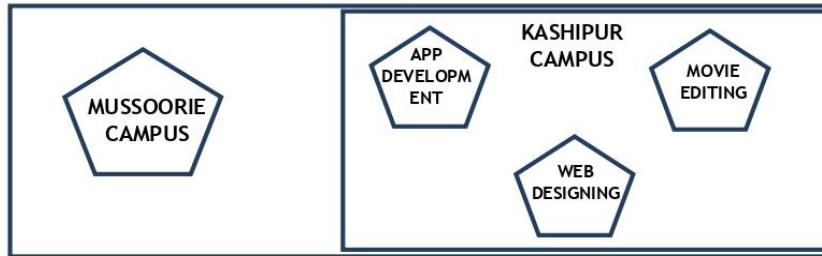 MUSSOORIE
CAMPUS
APP
DEVELOPM
ENT
KASHIPUR
CAMPUS
MOVIE
EDITING
WEB
DESIGNING